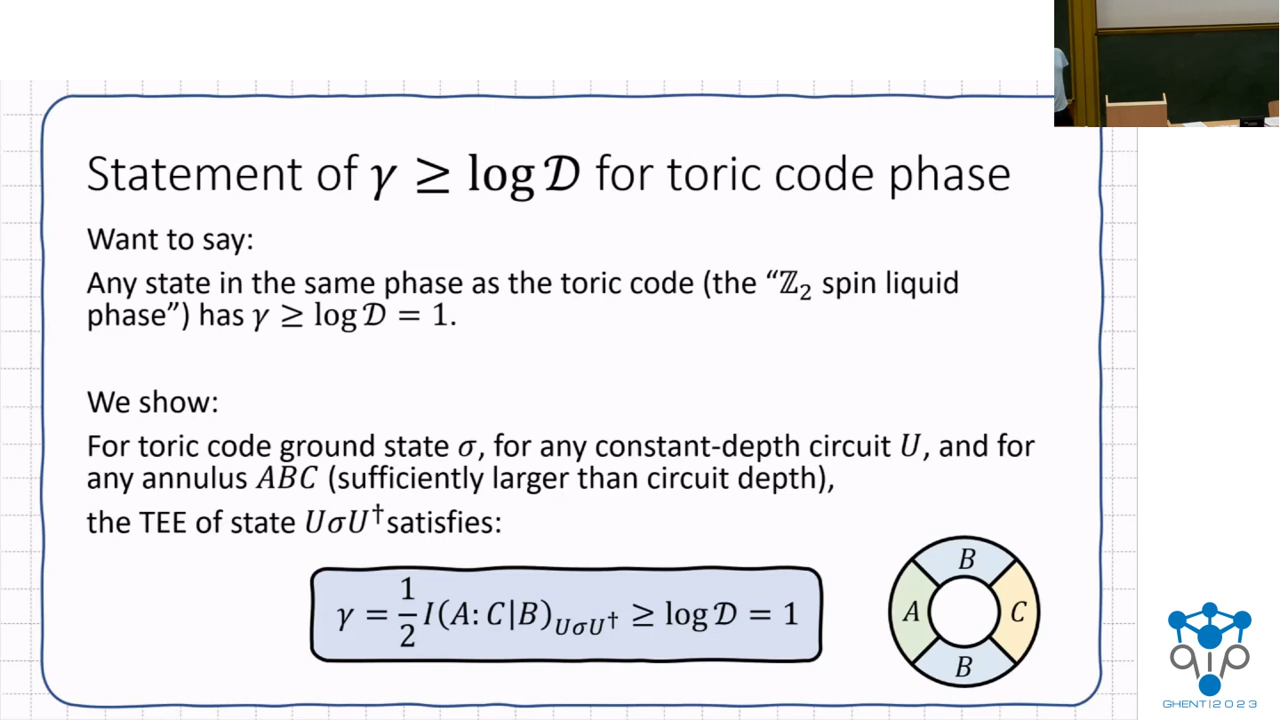 Statement of γ ≥ log 𝒟 for toric code phase
Want to say:
Any state in the same phase as the toric code (the “ℤ₂ spin liquid
phase”) has γ ≥ log 𝒟 = 1.
We show:
For toric code ground state σ, for any constant-depth circuit U, and for
any annulus ABC (sufficiently larger than circuit depth),
the TEE of state UσU† satisfies:
γ = 1/2 I(A: C|B)_{UσU†} ≥ log 𝒟 = 1
B
A
C
B
qip
GHENT|2023